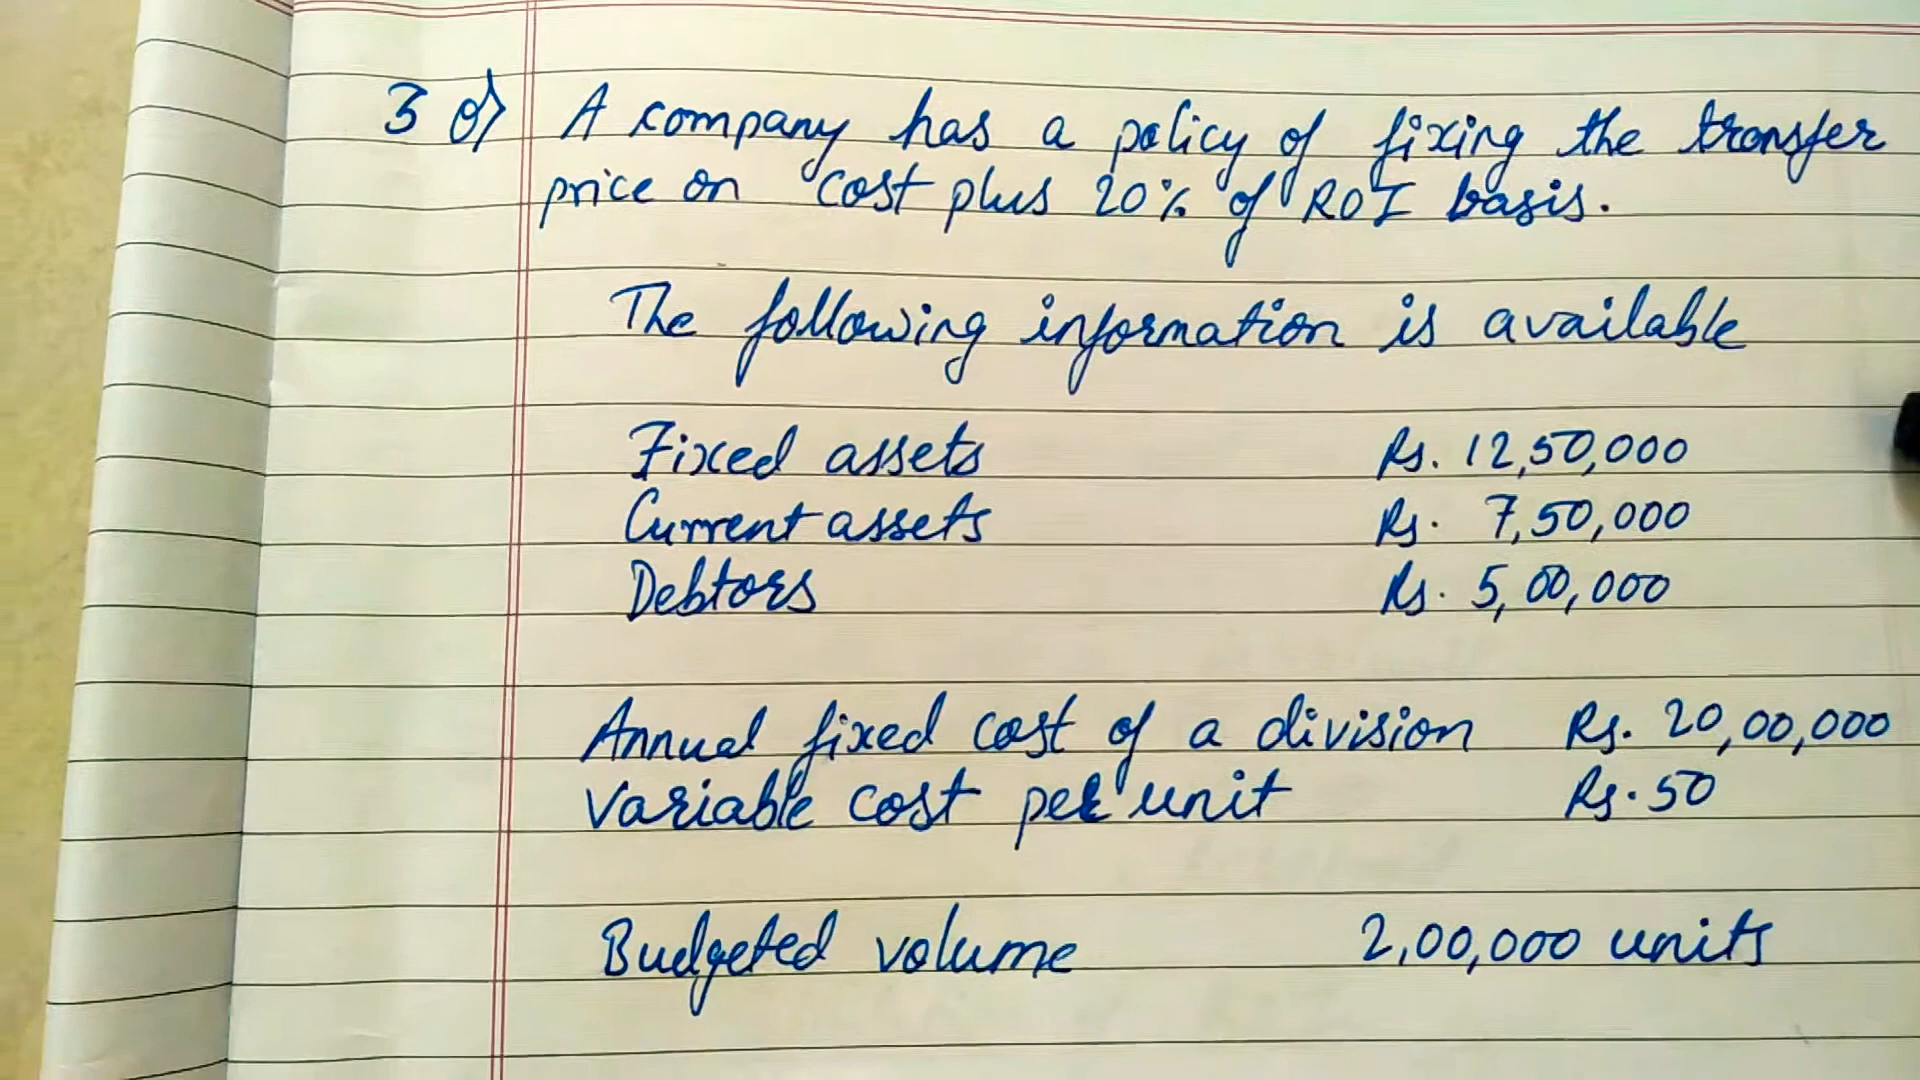 3 a) A company has a policy of fixing the transfer
price on cost plus 20% of ROI basis.
The following information is available
Fixed assets Rs. 12,50,000
Current assets Rs. 7,50,000
Debtors Rs. 5,00,000
Annual fixed cost of a division Rs. 20,00,000
Variable cost per unit Rs. 50
Budgeted volume 2,00,000 units